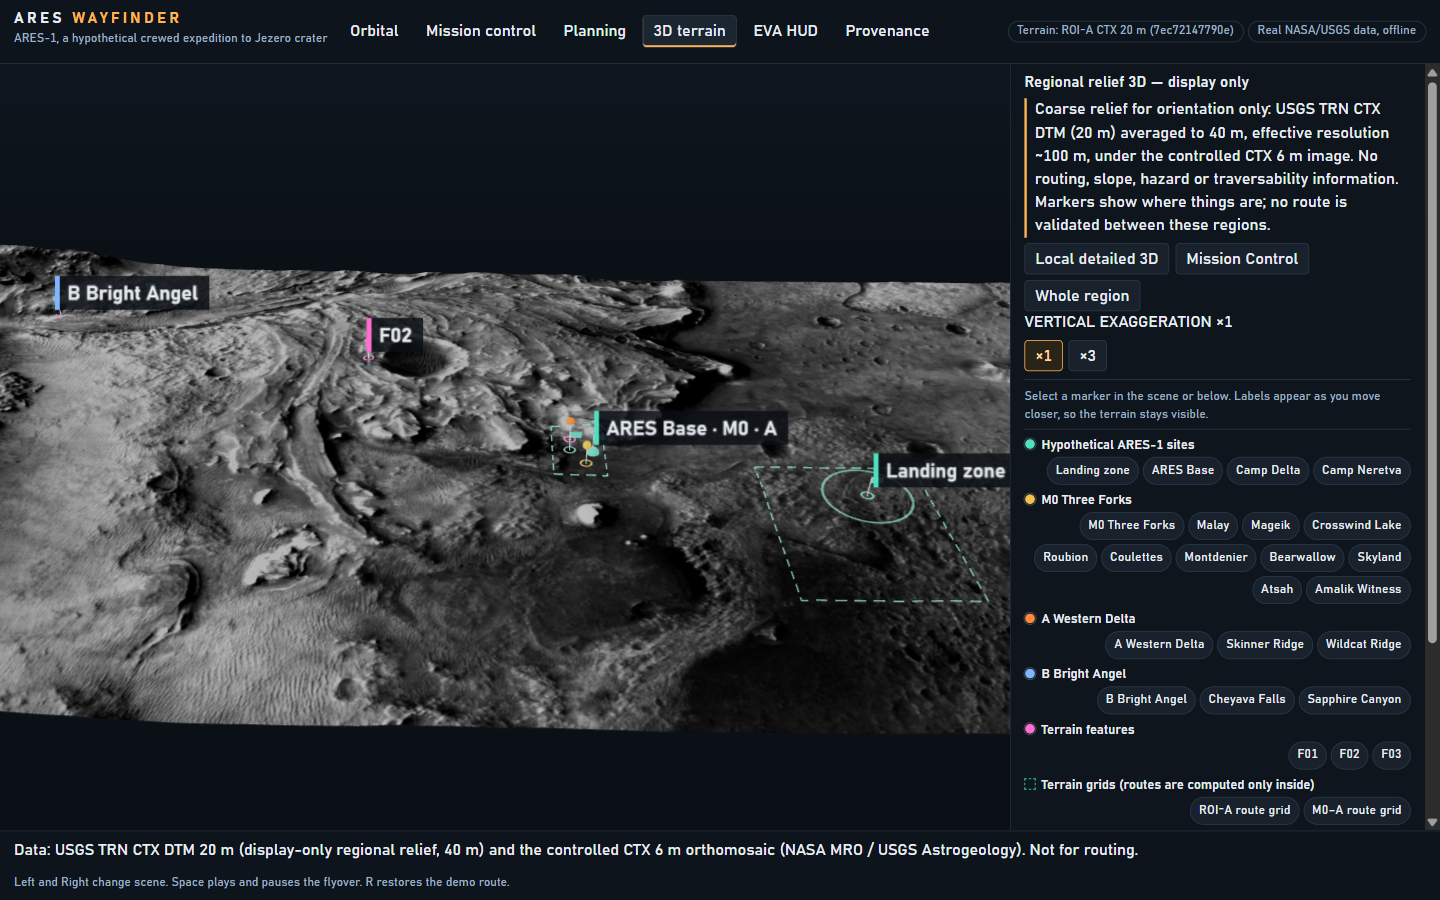 ARES WAYFINDER
ARES-1, a hypothetical crewed expedition to Jezero crater
Orbital
Mission control
Planning
3D terrain
EVA HUD
Provenance
Terrain: ROI-A CTX 20 m (7ec72147790e)
Real NASA/USGS data, offline
B Bright Angel
F02
ARES Base · M0 · A
Landing zone
Regional relief 3D — display only
Coarse relief for orientation only: USGS TRN CTX
DTM (20 m) averaged to 40 m, effective resolution
~100 m, under the controlled CTX 6 m image. No
routing, slope, hazard or traversability information.
Markers show where things are; no route is
validated between these regions.
Local detailed 3D
Mission Control
Whole region
VERTICAL EXAGGERATION ×1
×1
×3
Select a marker in the scene or below. Labels appear as you move
closer, so the terrain stays visible.
Hypothetical ARES-1 sites
Landing zone
ARES Base
Camp Delta
Camp Neretva
M0 Three Forks
M0 Three Forks
Malay
Mageik
Crosswind Lake
Roubion
Coulettes
Montdenier
Bearwallow
Skyland
Atsah
Amalik Witness
A Western Delta
A Western Delta
Skinner Ridge
Wildcat Ridge
B Bright Angel
B Bright Angel
Cheyava Falls
Sapphire Canyon
Terrain features
F01
F02
F03
Terrain grids (routes are computed only inside)
ROI-A route grid
M0-A route grid
Data: USGS TRN CTX DTM 20 m (display-only regional relief, 40 m) and the controlled CTX 6 m orthomosaic (NASA MRO / USGS Astrogeology). Not for routing.
Left and Right change scene. Space plays and pauses the flyover. R restores the demo route.